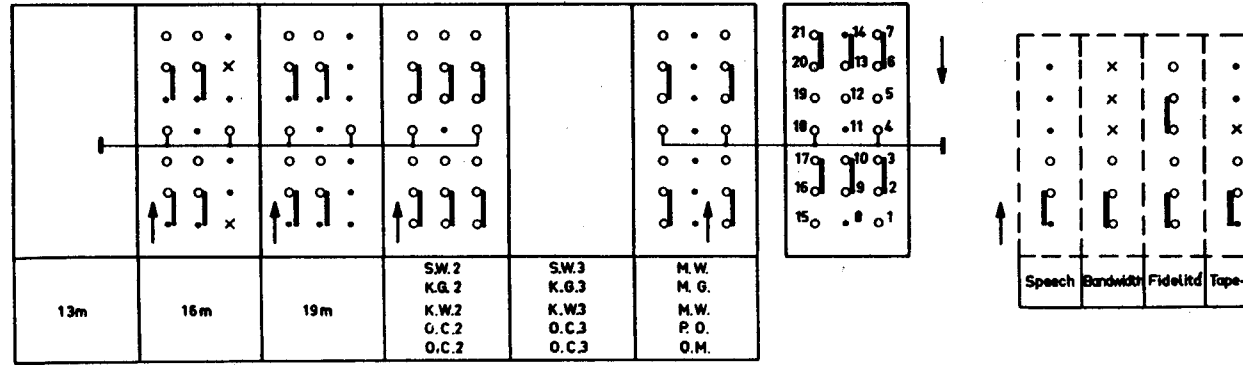 21 14 7
20 13 6
19 12 5
18 11 4
17 10 3
16 9 2
15 8 1
13m
16m
19m
S.W.2
K.G.2
K.W.2
O.C.2
O.C.2
S.W.3
K.G.3
K.W.3
O.C.3
O.C.3
M.W.
M.G.
M.W.
P.O.
O.M.
Speech Bandwidth Fidelitd Tape-